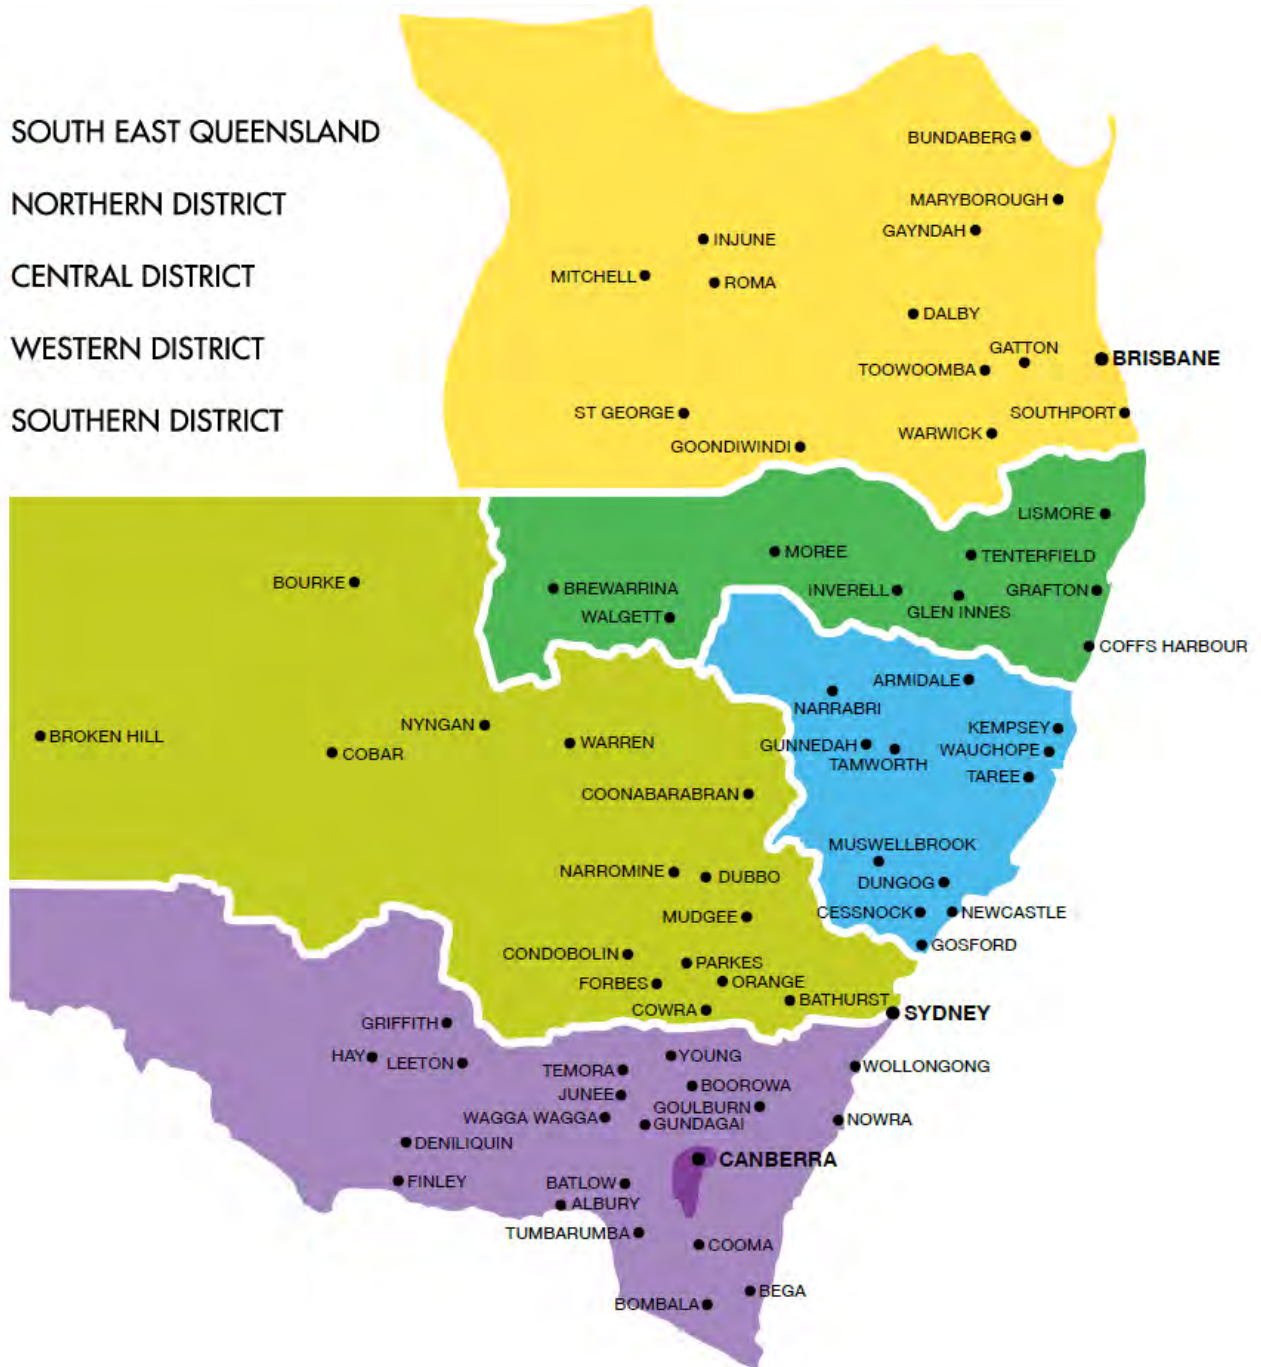 SOUTH EAST QUEENSLAND
NORTHERN DISTRICT
CENTRAL DISTRICT
WESTERN DISTRICT
SOUTHERN DISTRICT
BUNDABERG
MARYBOROUGH
GAYNDAH
INJUNE
MITCHELL
ROMA
DALBY
GATTON
BRISBANE
TOOWOOMBA
ST GEORGE
SOUTHPORT
WARWICK
GOONDIWINDI
LISMORE
MOREE
TENTERFIELD
BOURKE
BREWARRINA
INVERELL
GRAFTON
GLEN INNES
WALGETT
COFFS HARBOUR
ARMIDALE
NARRABRI
NYNGAN
KEMPSEY
BROKEN HILL
COBAR
WARREN
GUNNEDAH
WAUCHOPE
TAMWORTH
TAREE
COONABARABRAN
MUSWELLBROOK
NARROMINE
DUBBO
DUNGOG
MUDGEE
CESSNOCK
NEWCASTLE
GOSFORD
CONDOBOLIN
PARKES
FORBES
ORANGE
BATHURST
COWRA
SYDNEY
GRIFFITH
HAY
LEETON
YOUNG
TEMORA
WOLLONGONG
BOOROWA
JUNEE
GOULBURN
WAGGA WAGGA
GUNDAGAI
NOWRA
DENILIQUIN
CANBERRA
FINLEY
BATLOW
ALBURY
TUMBARUMBA
COOMA
BEGA
BOMBALA